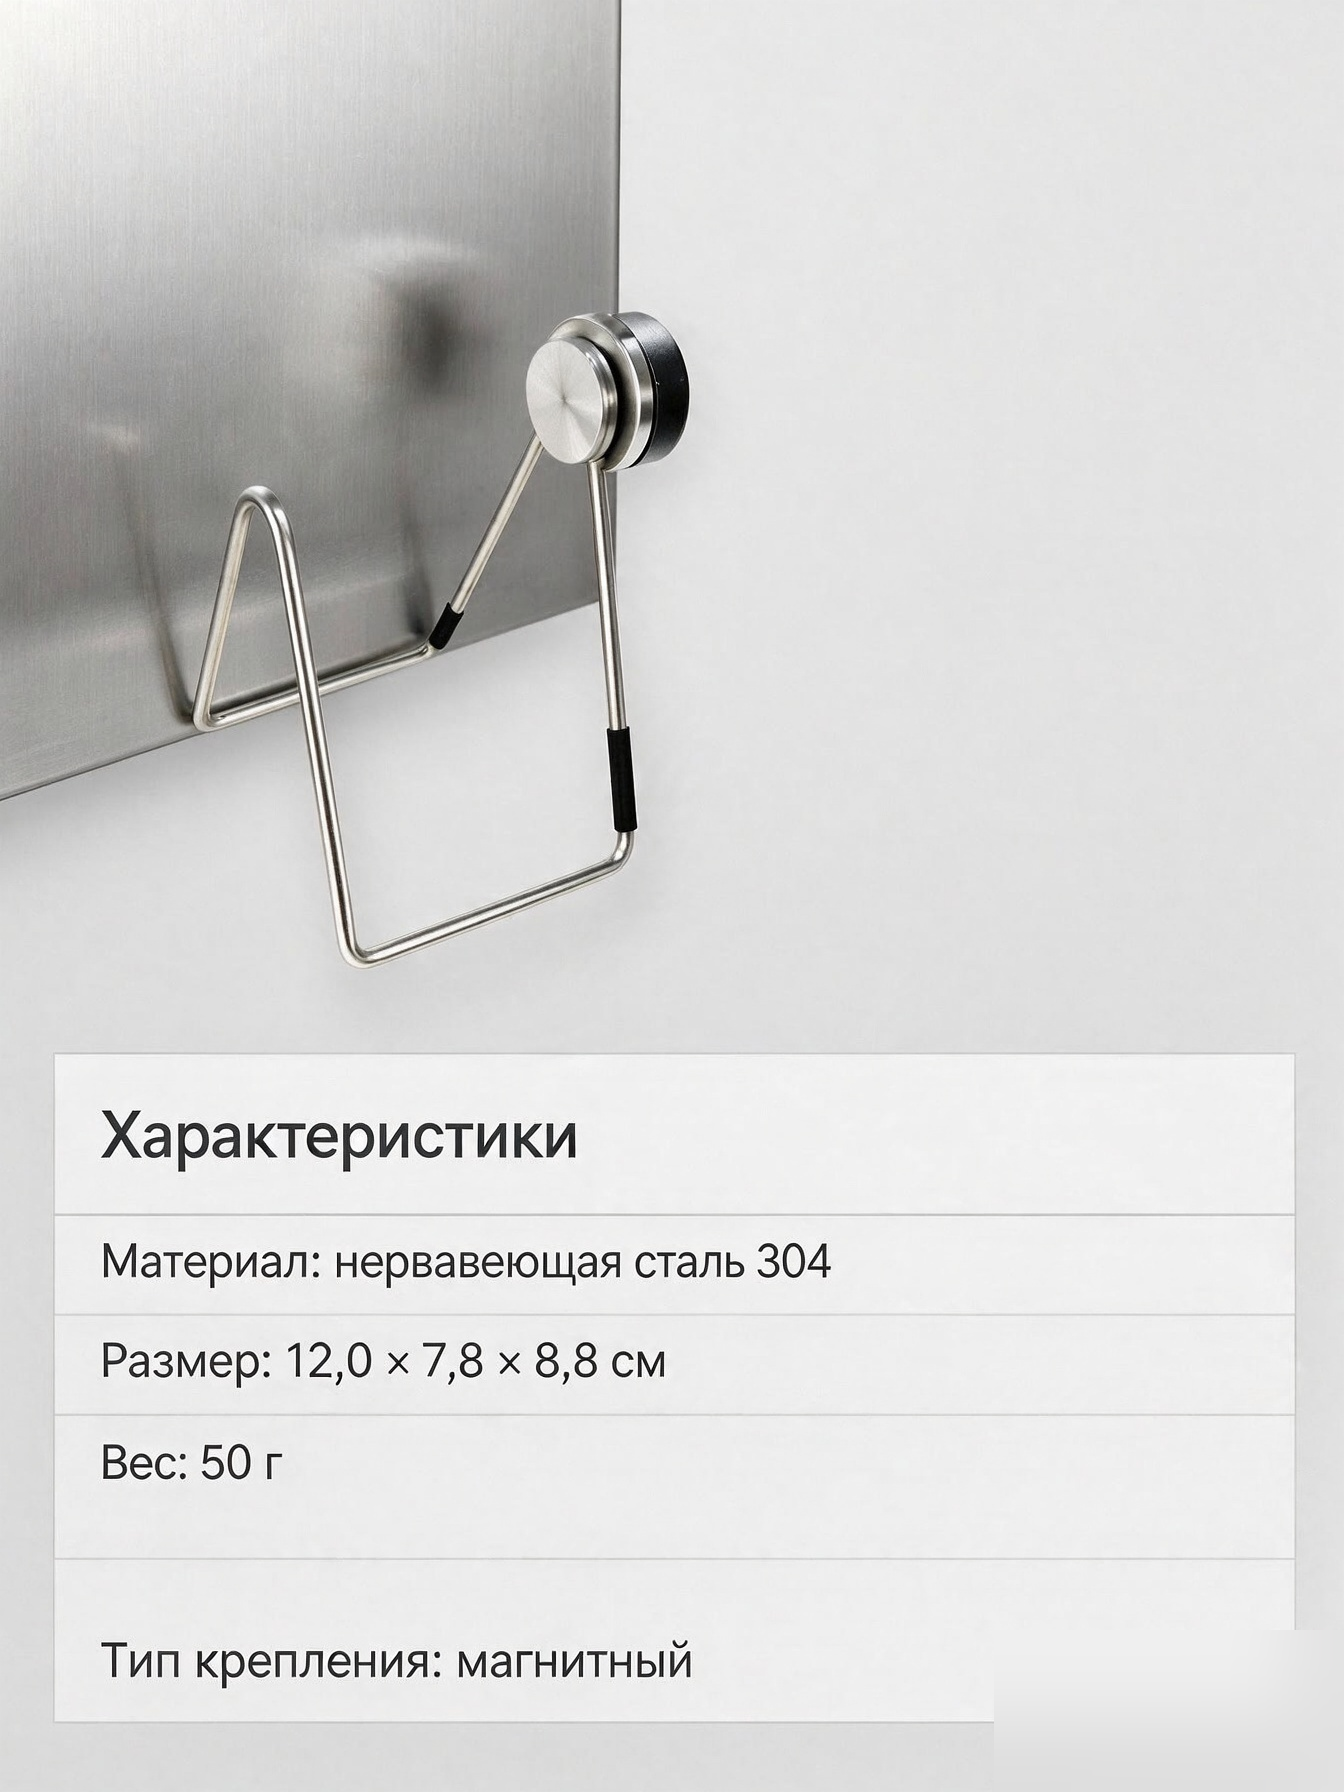 Характеристики
Материал: нервавеющая сталь 304
Размер: 12,0 × 7,8 × 8,8 см
Вес: 50 г
Тип крепления: магнитный